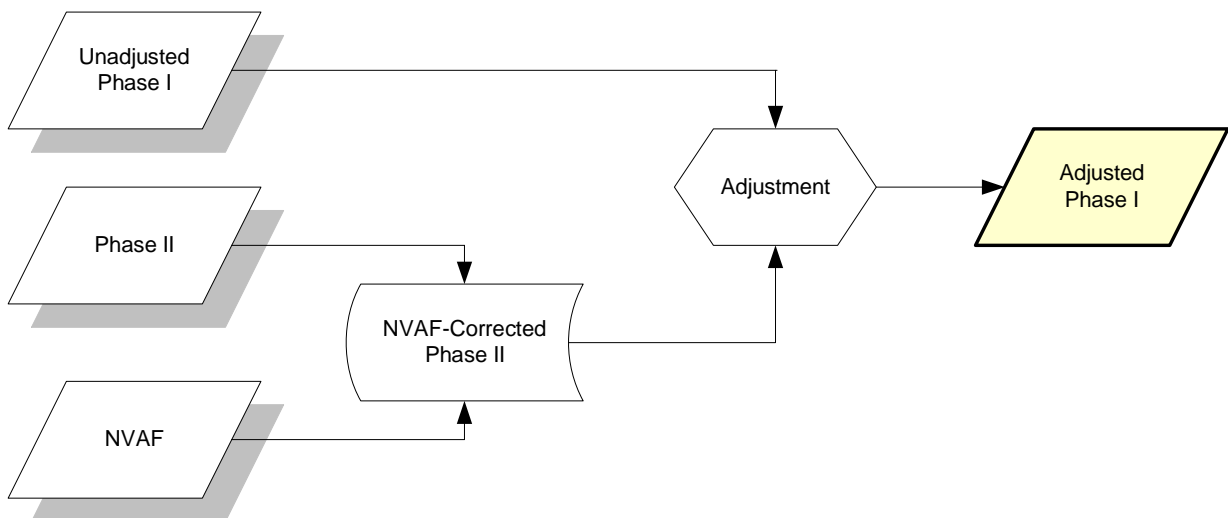 Unadjusted
Phase I
Phase II
NVAF
NVAF-Corrected
Phase II
Adjustment
Adjusted
Phase I